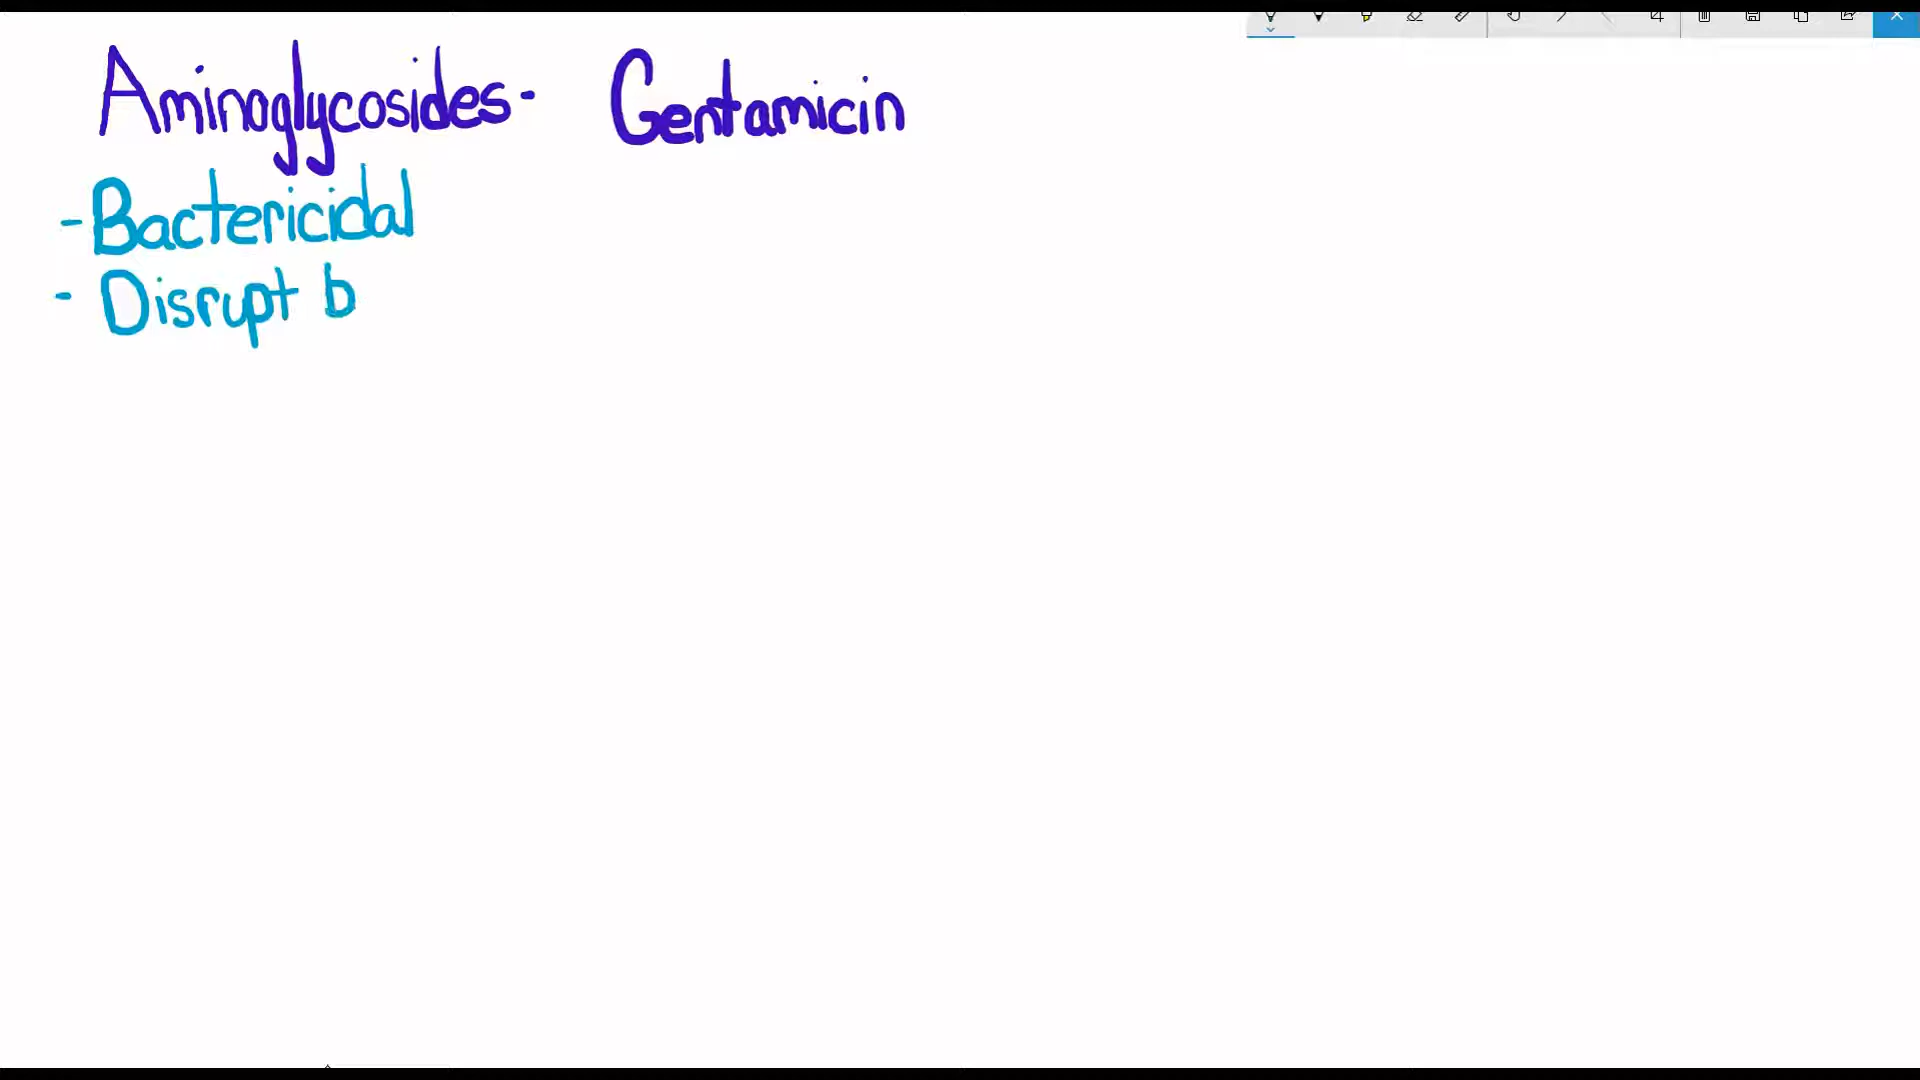 Aminoglycosides- Gentamicin
- Bactericidal
- Disrupt b